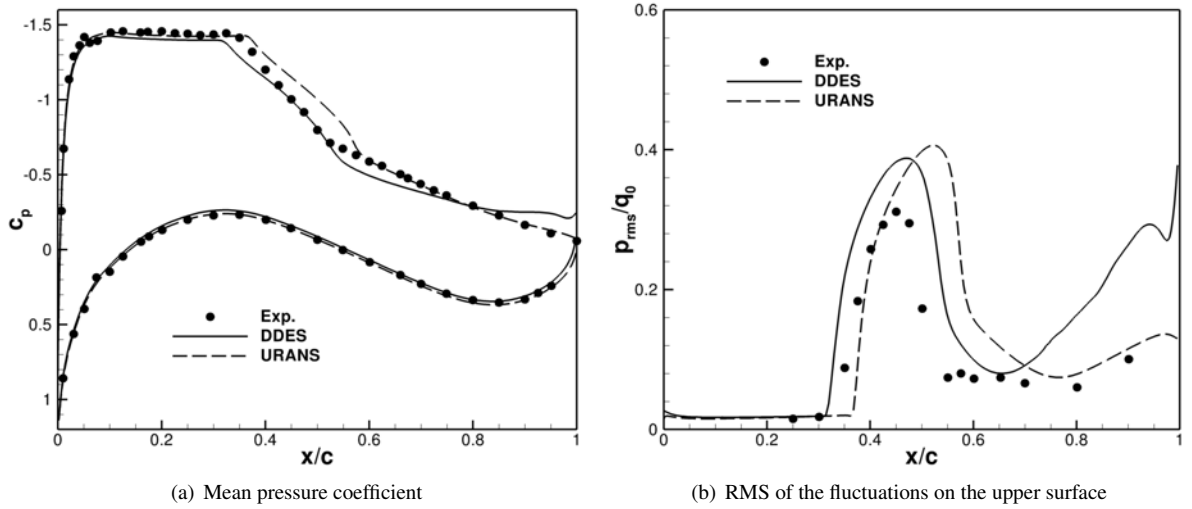 -1.5
-1
-0.5
0
0.5
1
c_p
0
0.2
0.4
0.6
0.8
1
x/c
Exp.
DDES
URANS
(a) Mean pressure coefficient
0.6
0.4
0.2
0
p_rms/q_0
0
0.2
0.4
0.6
0.8
1
x/c
Exp.
DDES
URANS
(b) RMS of the fluctuations on the upper surface